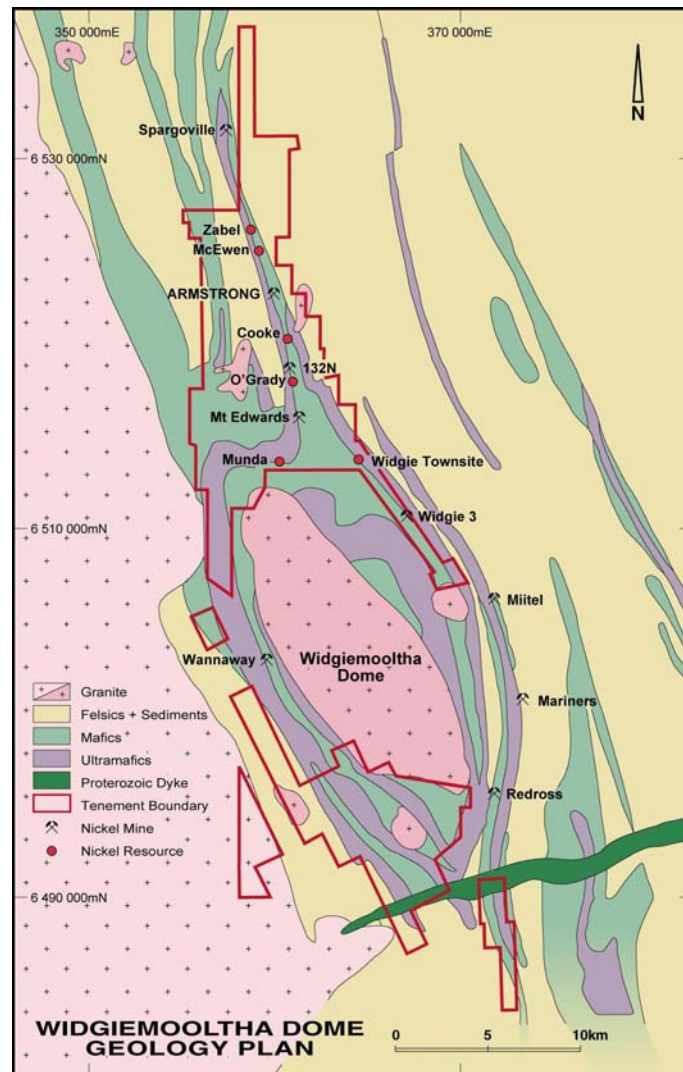 350 000mE
370 000mE
N
Spargoville
6 530 000mN
Zabel
McEwen
ARMSTRONG
Cooke
132N
O'Grady
Mt Edwards
Munda
Widgie Townsite
6 510 000mN
Widgie 3
Miitel
Wannaway
Widgiemooltha
Dome
Mariners
Granite
Felsics + Sediments
Mafics
Ultramafics
Proterozoic Dyke
Tenement Boundary
Nickel Mine
Nickel Resource
Redross
6 490 000mN
WIDGIEMOOLTHA DOME
GEOLOGY PLAN
0 5 10km